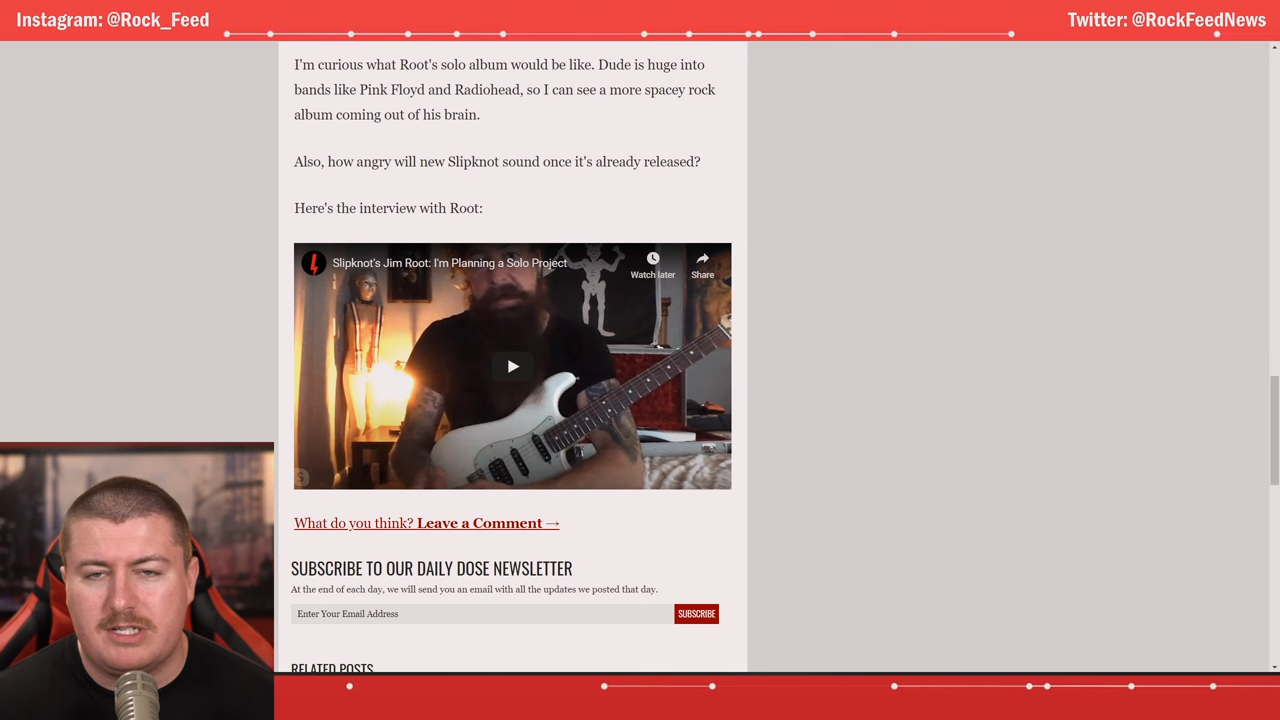 Instagram: @Rock_Feed
Twitter: @RockFeedNews
I'm curious what Root's solo album would be like. Dude is huge into
bands like Pink Floyd and Radiohead, so I can see a more spacey rock
album coming out of his brain.
Also, how angry will new Slipknot sound once it's already released?
Here's the interview with Root:
Slipknot's Jim Root: I'm Planning a Solo Project
Watch later
Share
What do you think? Leave a Comment →
SUBSCRIBE TO OUR DAILY DOSE NEWSLETTER
At the end of each day, we will send you an email with all the updates we posted that day.
Enter Your Email Address
SUBSCRIBE
RELATED POSTS